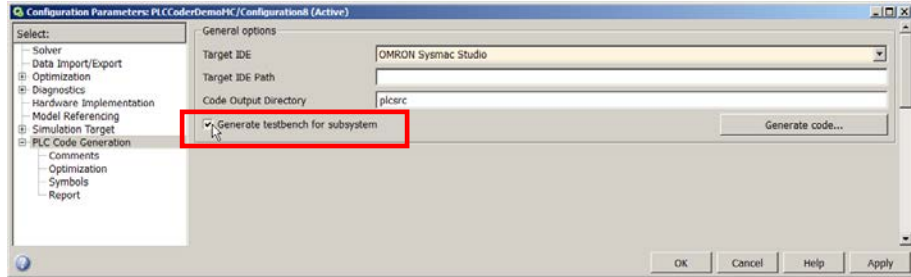 Configuration Parameters: PLCCoderDemoMC/Configuration8 (Active)
Select:
Solver
Data Import/Export
Optimization
Diagnostics
Hardware Implementation
Model Referencing
Simulation Target
PLC Code Generation
Comments
Optimization
Symbols
Report
General options
Target IDE
OMRON Sysmac Studio
Target IDE Path
Code Output Directory
plcsrc
Generate testbench for subsystem
Generate code...
OK
Cancel
Help
Apply